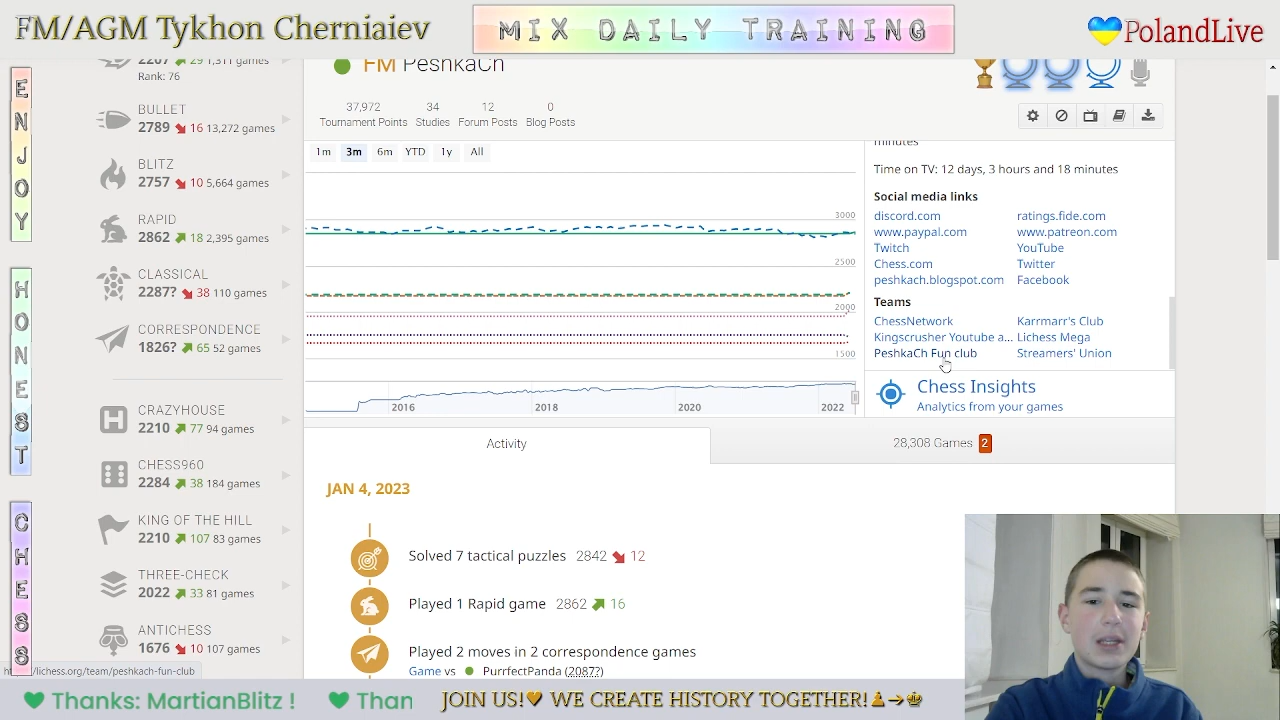 FM/AGM Tykhon Cherniaiev
MIX DAILY TRAINING
PolandLive
ENJOY
HONEST
CHESS
2267 29 1,311 games
Rank: 76
BULLET
2789 16 13,272 games
BLITZ
2757 10 5,664 games
RAPID
2862 18 2,395 games
CLASSICAL
2287? 38 110 games
CORRESPONDENCE
1826? 65 52 games
CRAZYHOUSE
2210 77 94 games
CHESS960
2284 38 184 games
KING OF THE HILL
2210 107 83 games
THREE-CHECK
2022 33 81 games
ANTICHESS
1676 10 107 games
/lichess.org/team/peshkach-fun-club
FM PeshkaCh
37,972 34 12 0
Tournament Points Studies Forum Posts Blog Posts
1m 3m 6m YTD 1y All
3000
2500
2000
1500
2016 2018 2020 2022
minutes
Time on TV: 12 days, 3 hours and 18 minutes
Social media links
discord.com ratings.fide.com
www.paypal.com www.patreon.com
Twitch YouTube
Chess.com Twitter
peshkach.blogspot.com Facebook
Teams
ChessNetwork Karrmarr's Club
Kingscrusher Youtube a... Lichess Mega
PeshkaCh Fun club Streamers' Union
Chess Insights
Analytics from your games
Activity 28,308 Games 2
JAN 4, 2023
Solved 7 tactical puzzles 2842 12
Played 1 Rapid game 2862 16
Played 2 moves in 2 correspondence games
Game vs PurrfectPanda (2087?)
Thanks: MartianBlitz ! Than
JOIN US! WE CREATE HISTORY TOGETHER!